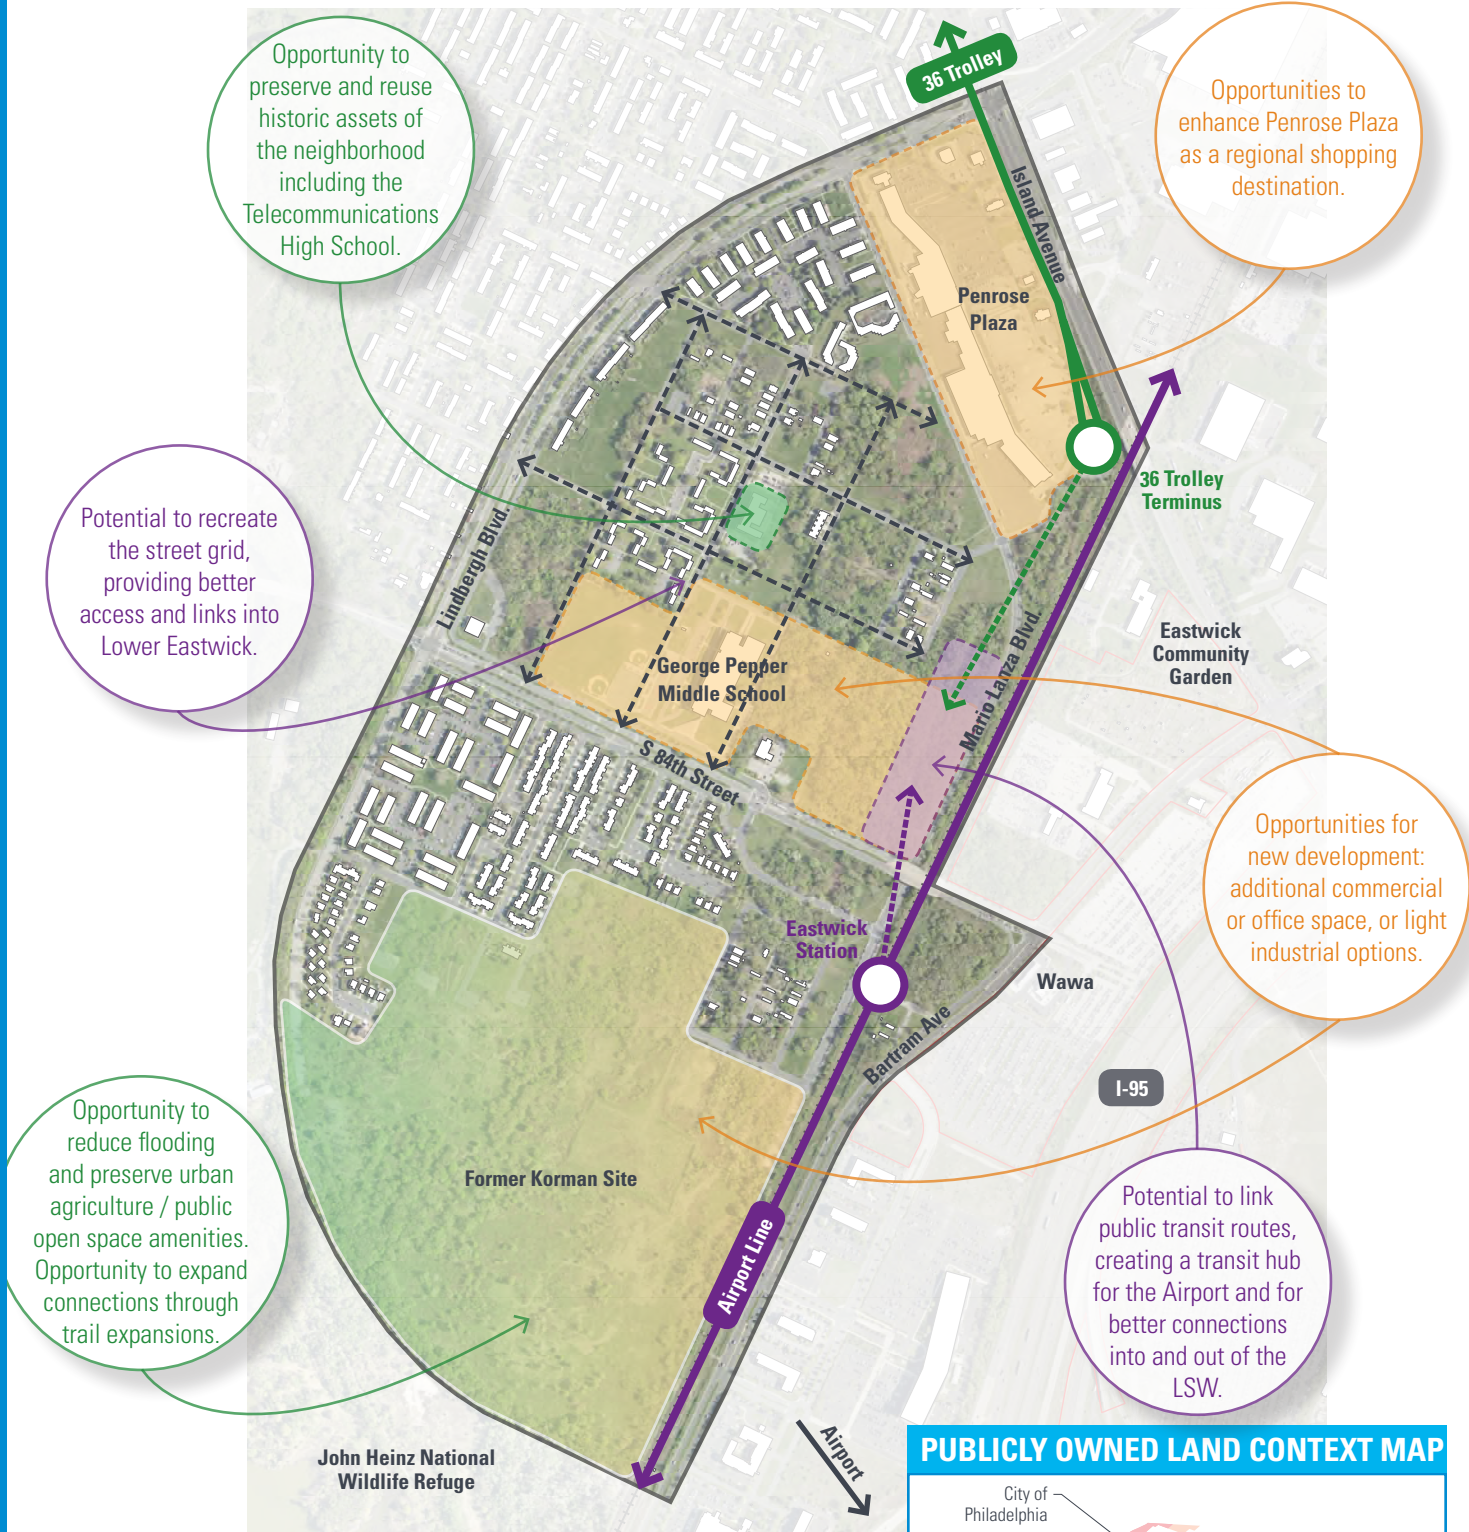 36 Trolley
Opportunity to
preserve and reuse
historic assets of
the neighborhood
including the
Telecommunications
High School.
Opportunities to
enhance Penrose Plaza
as a regional shopping
destination.
Island Avenue
Penrose
Plaza
36 Trolley
Terminus
Potential to recreate
the street grid,
providing better
access and links into
Lower Eastwick.
Lindbergh Blvd.
George Pepper
Middle School
Mario Lanza Blvd.
Eastwick
Community
Garden
S 84th Street
Opportunities for
new development:
additional commercial
or office space, or light
industrial options.
Eastwick
Station
Wawa
Bartram Ave
I-95
Opportunity to
reduce flooding
and preserve urban
agriculture / public
open space amenities.
Opportunity to expand
connections through
trail expansions.
Former Korman Site
Airport Line
Potential to link
public transit routes,
creating a transit hub
for the Airport and for
better connections
into and out of the
LSW.
John Heinz National
Wildlife Refuge
Airport
PUBLICLY OWNED LAND CONTEXT MAP
City of
Philadelphia